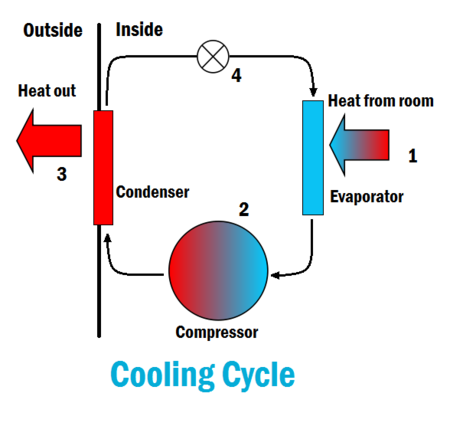 Outside Inside
4
Heat out
Heat from room
3
1
Condenser
Evaporator
2
Compressor
Cooling Cycle